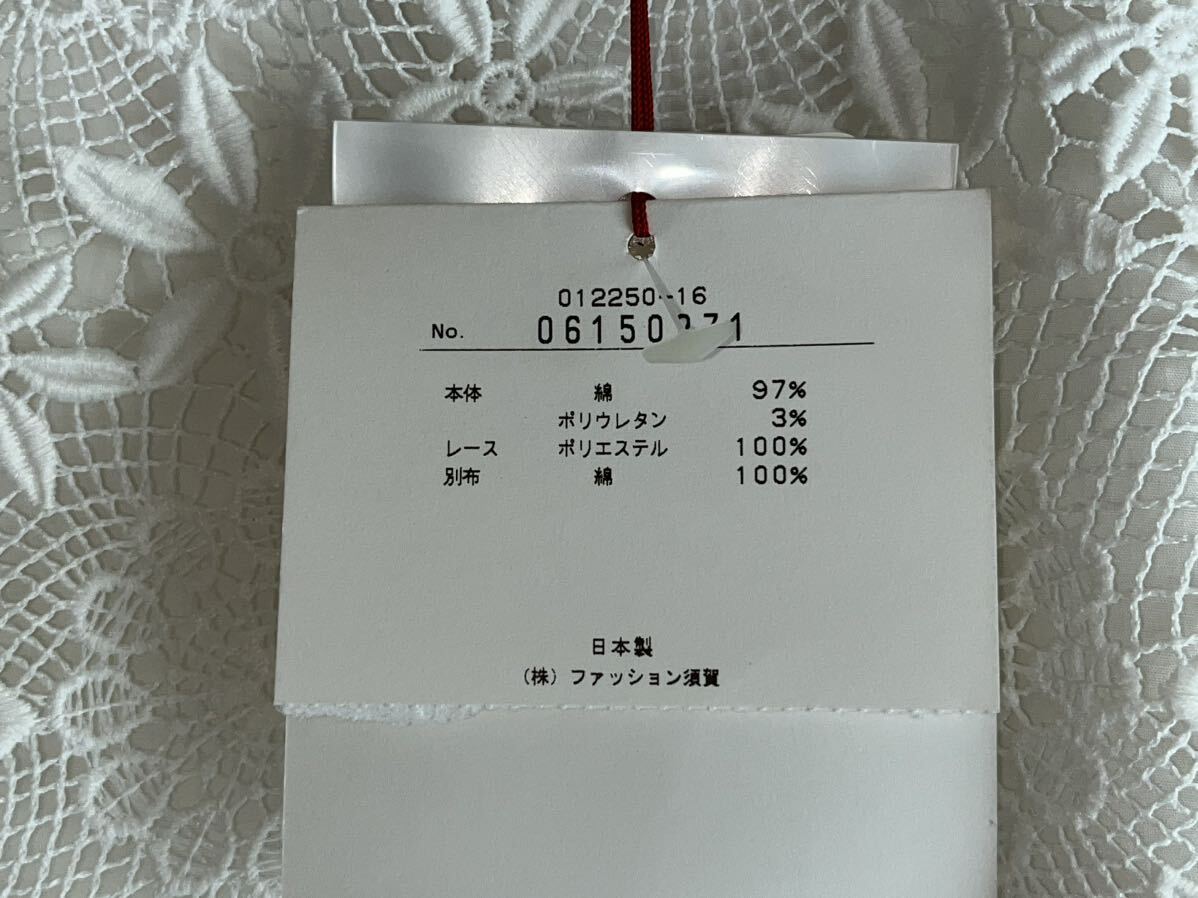 012250--16
No.
本体 綿 97%
ポリウレタン 3%
レース ポリエステル 100%
別布 綿 100%
日本製
(株) ファッション須賀